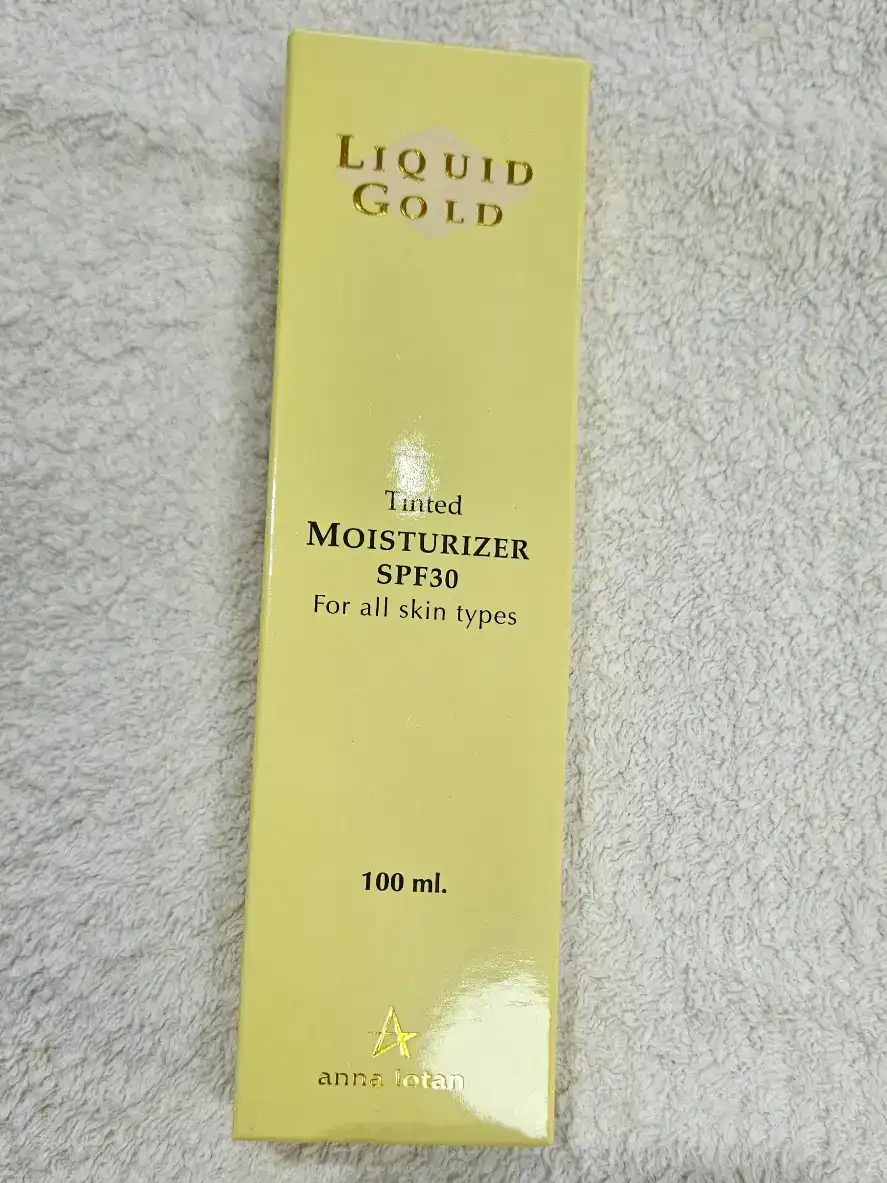 LIQUID
GOLD
Tinted
MOISTURIZER
SPF30
For all skin types
100 ml.
anna lotan